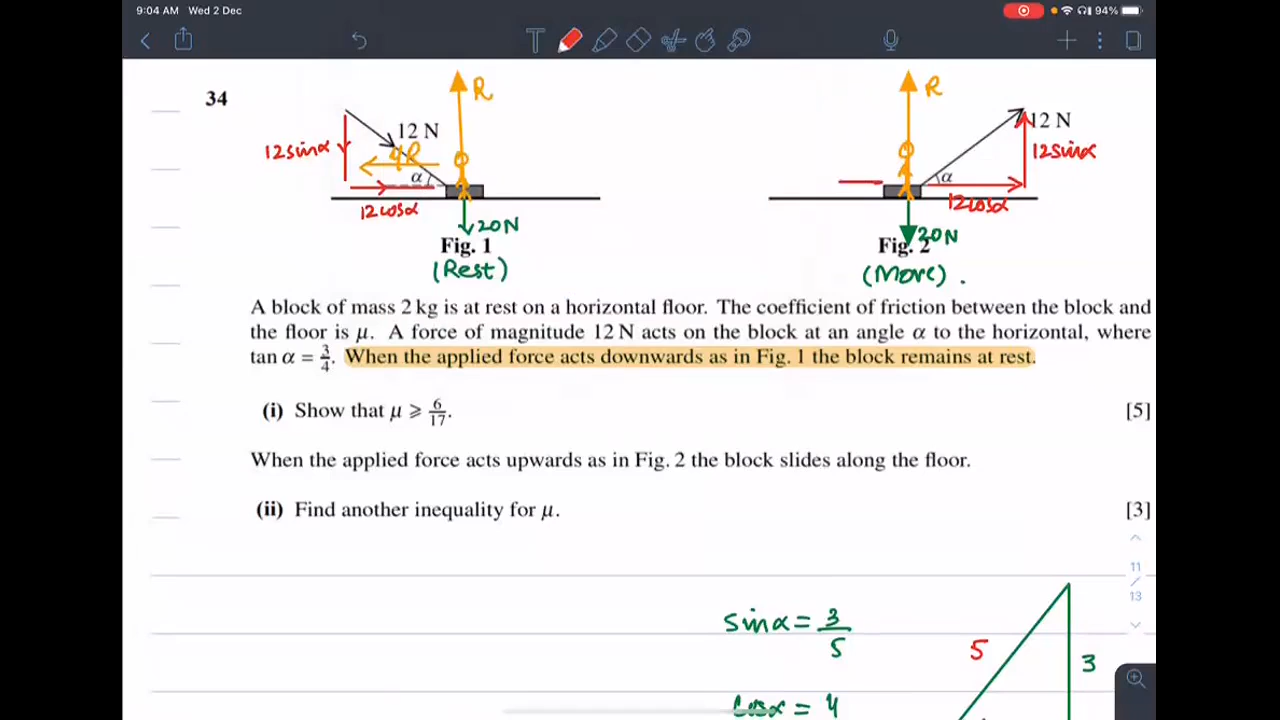 9:04 AM Wed 2 Dec
94%
34
R
12 N
12sinα
4R
α
12cosα
20N
Fig. 1
(Rest)
R
12 N
12sinα
α
12cosα
20N
Fig. 2
(More).
A block of mass 2 kg is at rest on a horizontal floor. The coefficient of friction between the block and
the floor is μ. A force of magnitude 12 N acts on the block at an angle α to the horizontal, where
tan α = 3/4. When the applied force acts downwards as in Fig. 1 the block remains at rest.
(i) Show that μ ⩾ 6/17. [5]
When the applied force acts upwards as in Fig. 2 the block slides along the floor.
(ii) Find another inequality for μ. [3]
11
/
13
sinα = 3/5
5
3
cosα = 4